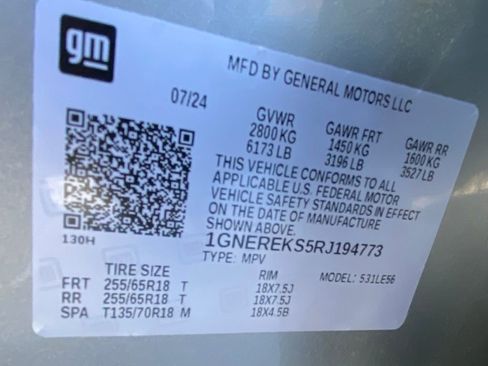 gm
MFD BY GENERAL MOTORS LLC
07/24
GVWR
2800 KG
6173 LB
GAWR FRT
1450 KG
3196 LB
GAWR RR
1600 KG
3527 LB
THIS VEHICLE CONFORMS TO ALL
APPLICABLE U.S. FEDERAL MOTOR
VEHICLE SAFETY STANDARDS IN EFFECT
ON THE DATE OF MANUFACTURE
SHOWN ABOVE.
130H
1GNEREKS5RJ194773
TYPE: MPV
MODEL: 531LE56
TIRE SIZE RIM
FRT 255/65R18 T 18X7.5J
RR 255/65R18 T 18X7.5J
SPA T135/70R18 M 18X4.5B